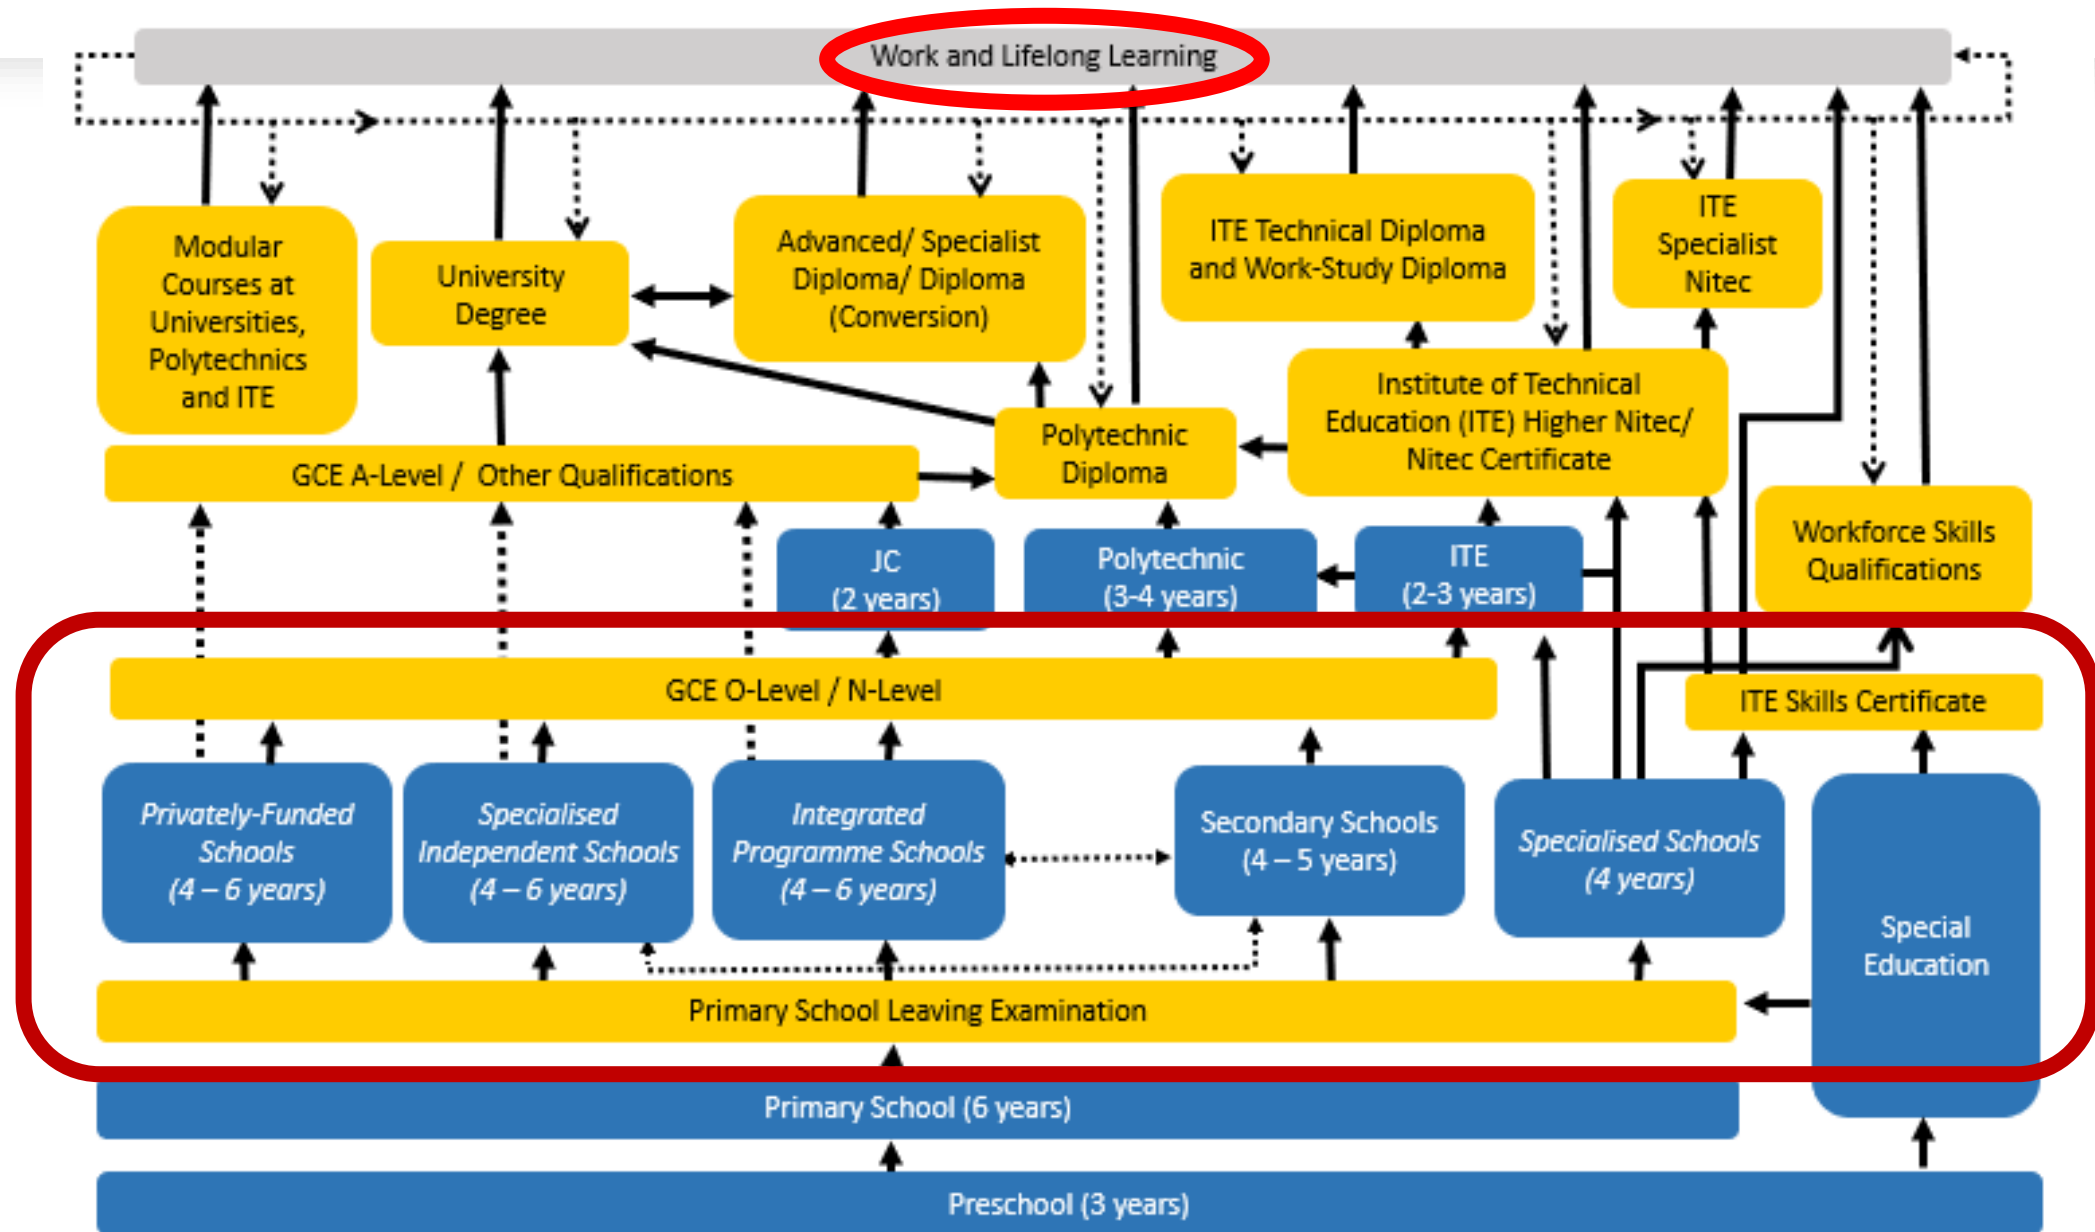 Work and Lifelong Learning
Modular
Courses at
Universities,
Polytechnics
and ITE
University
Degree
Advanced/ Specialist
Diploma/ Diploma
(Conversion)
ITE Technical Diploma
and Work-Study Diploma
ITE
Specialist
Nitec
Institute of Technical
Education (ITE) Higher Nitec/
Nitec Certificate
Polytechnic
Diploma
GCE A-Level / Other Qualifications
Workforce Skills
Qualifications
JC
(2 years)
Polytechnic
(3-4 years)
ITE
(2-3 years)
GCE O-Level / N-Level
ITE Skills Certificate
Privately-Funded
Schools
(4 – 6 years)
Specialised
Independent Schools
(4 – 6 years)
Integrated
Programme Schools
(4 – 6 years)
Secondary Schools
(4 – 5 years)
Specialised Schools
(4 years)
Special
Education
Primary School Leaving Examination
Primary School (6 years)
Preschool (3 years)